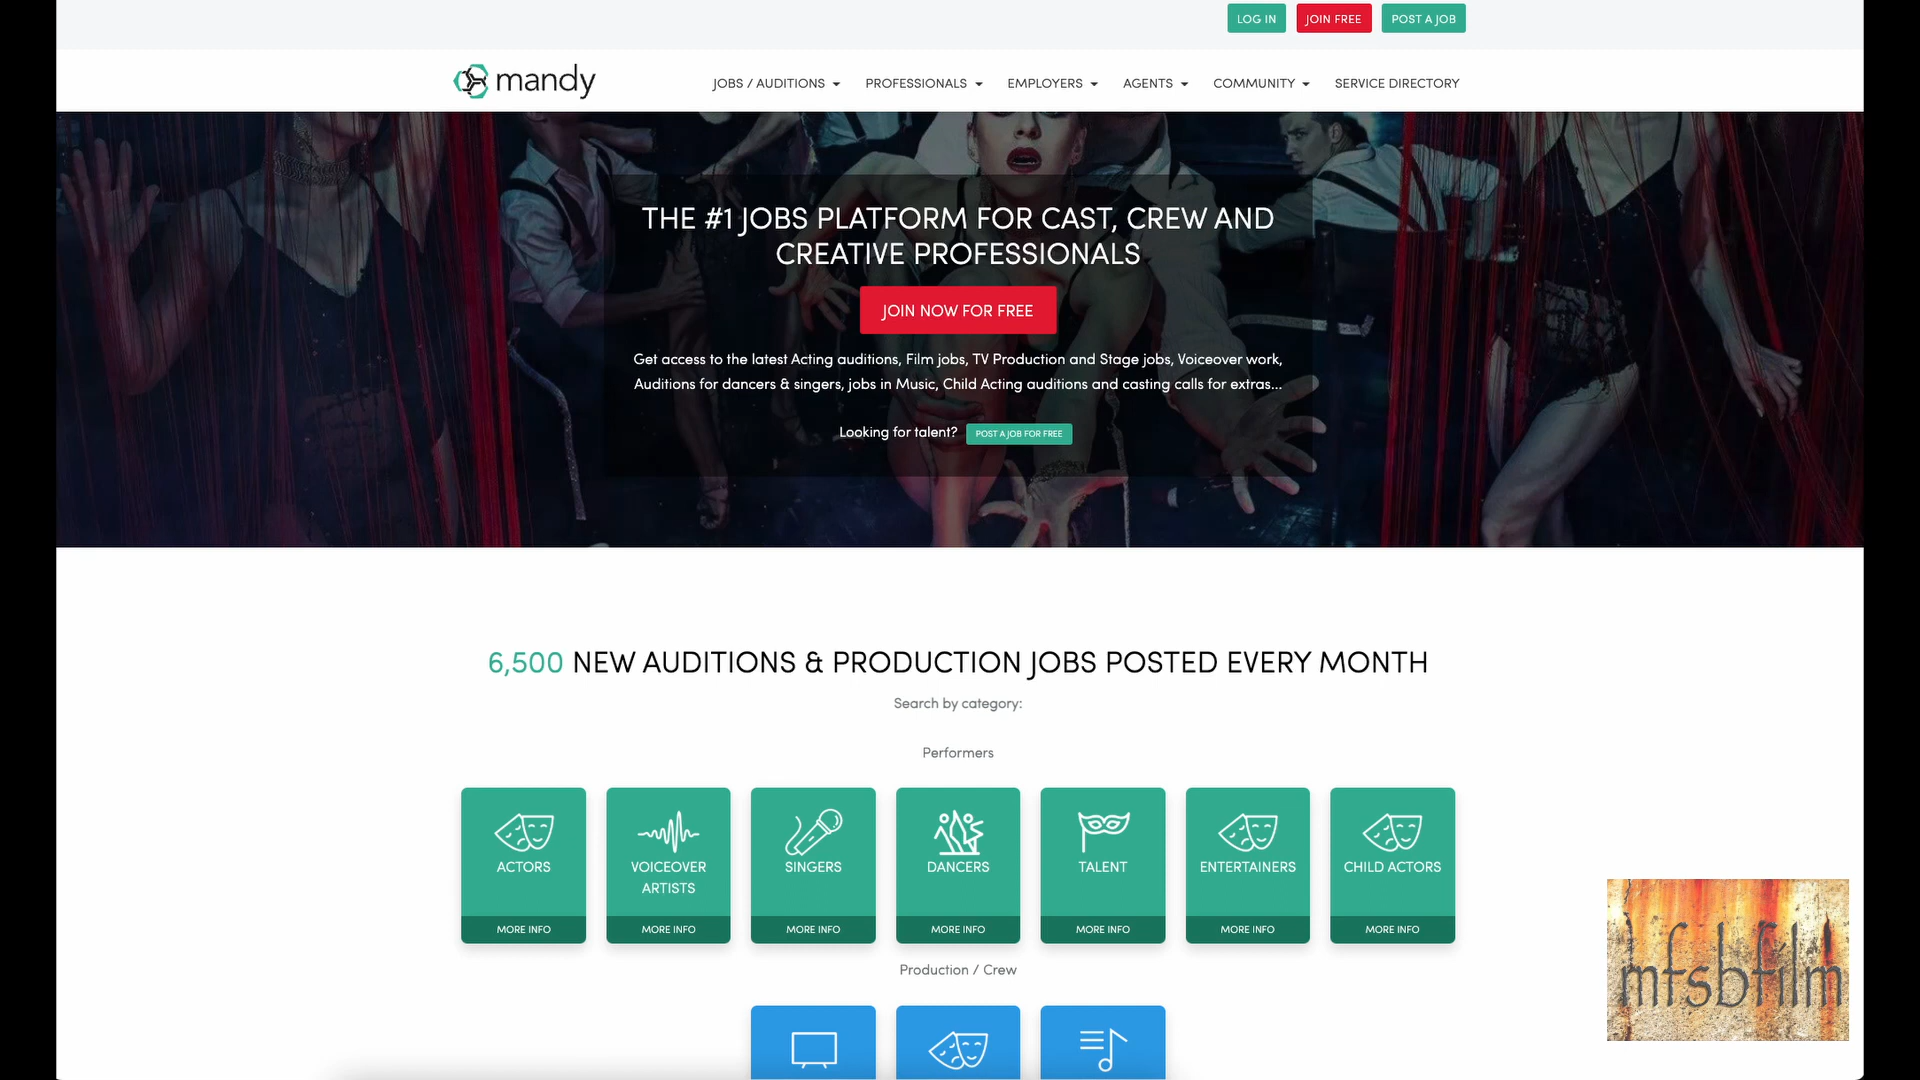 LOG IN
JOIN FREE
POST A JOB
mandy
JOBS / AUDITIONS
PROFESSIONALS
EMPLOYERS
AGENTS
COMMUNITY
SERVICE DIRECTORY
THE #1 JOBS PLATFORM FOR CAST, CREW AND
CREATIVE PROFESSIONALS
JOIN NOW FOR FREE
Get access to the latest Acting auditions, Film jobs, TV Production and Stage jobs, Voiceover work,
Auditions for dancers & singers, jobs in Music, Child Acting auditions and casting calls for extras...
Looking for talent?
POST A JOB FOR FREE
6,500 NEW AUDITIONS & PRODUCTION JOBS POSTED EVERY MONTH
Search by category:
Performers
ACTORS
MORE INFO
VOICEOVER
ARTISTS
MORE INFO
SINGERS
MORE INFO
DANCERS
MORE INFO
TALENT
MORE INFO
ENTERTAINERS
MORE INFO
CHILD ACTORS
MORE INFO
Production / Crew
mfsbfilm